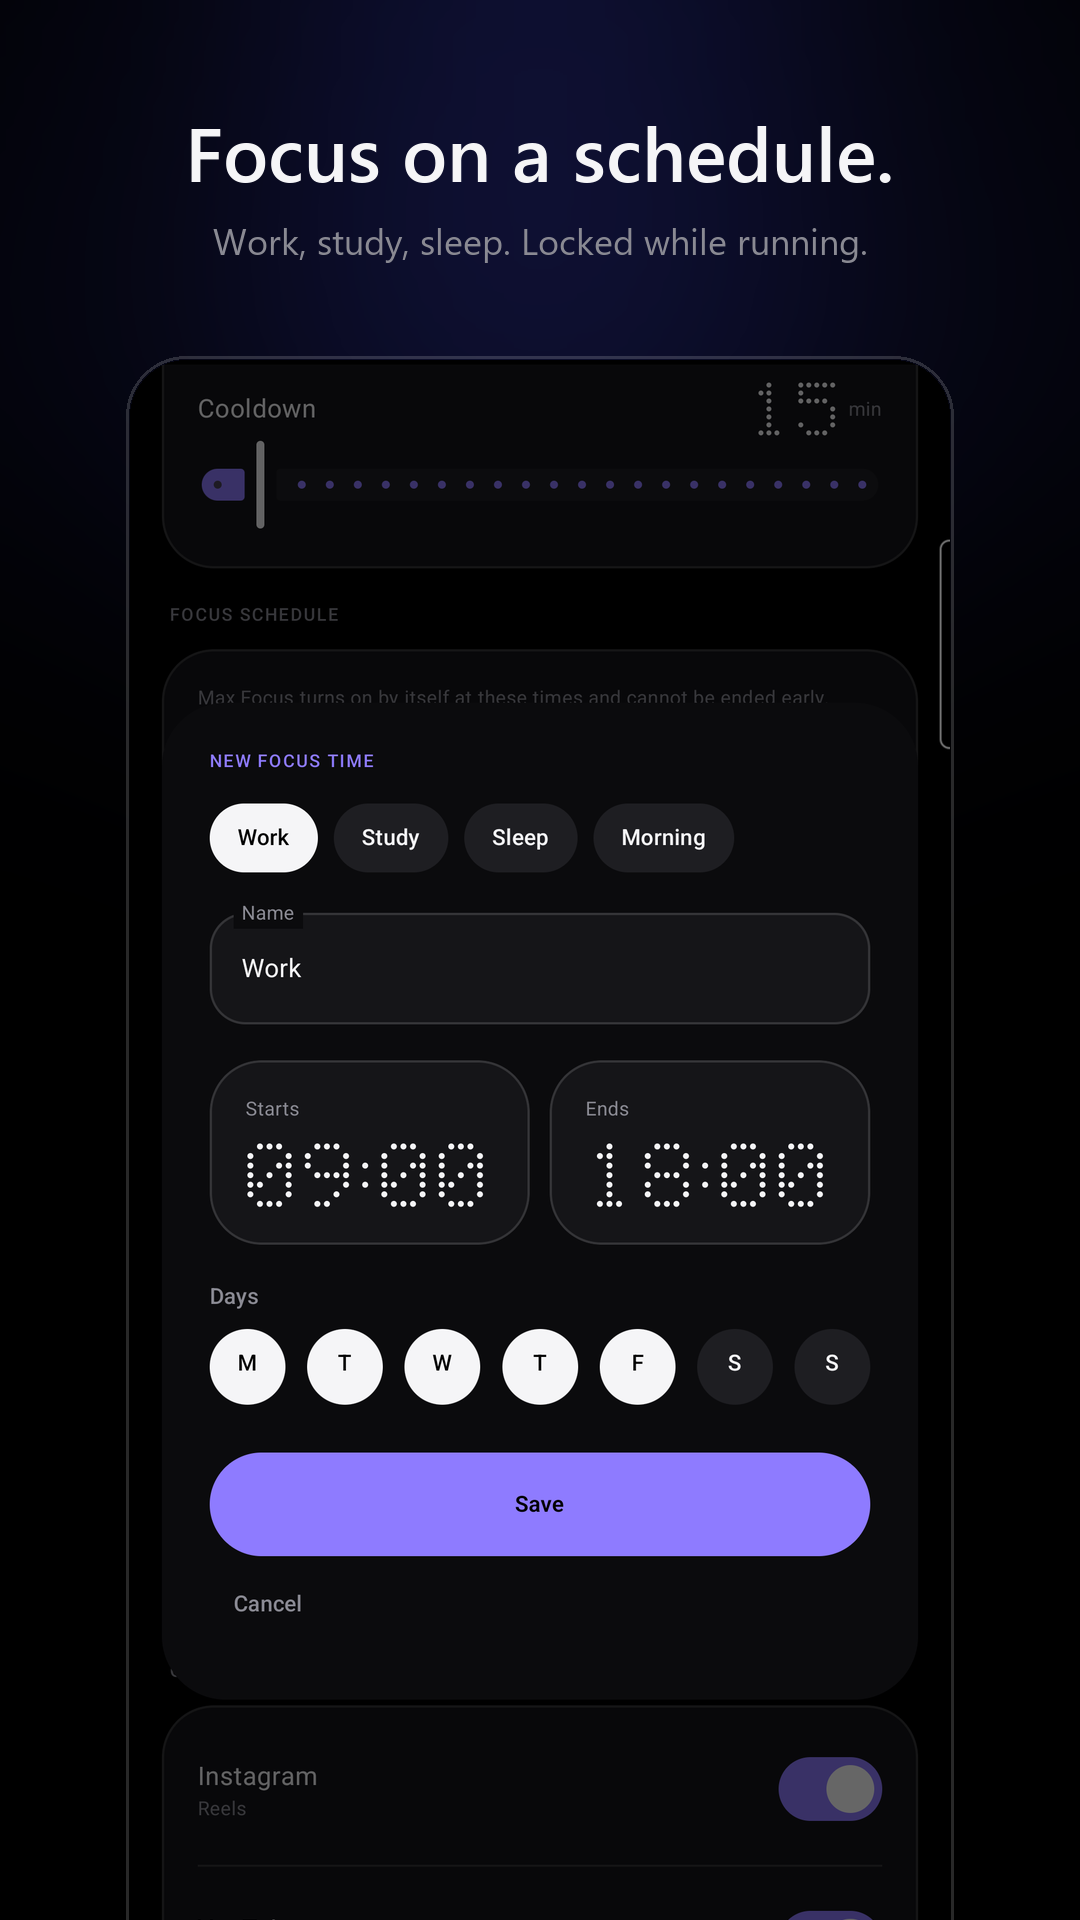 Focus on a schedule.
Work, study, sleep. Locked while running.
Cooldown 15 min
FOCUS SCHEDULE
Max Focus turns on by itself at these times and cannot be ended early
NEW FOCUS TIME
Work Study Sleep Morning
Name
Work
Starts Ends
09:00 18:00
Days
M T W T F S S
Save
Cancel
Instagram
Reels